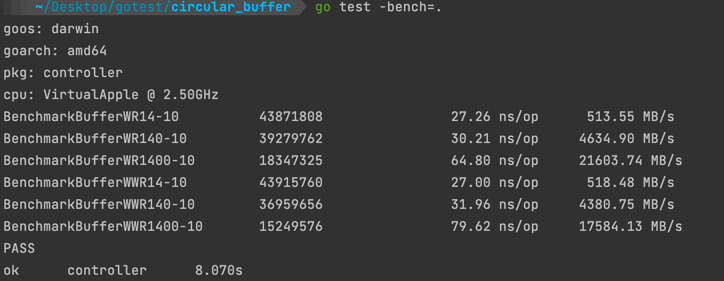 ~/Desktop/gotest/circular_buffer go test -bench=.
goos: darwin
goarch: amd64
pkg: controller
cpu: VirtualApple @ 2.50GHz
BenchmarkBufferWR14-10 43871808 27.26 ns/op 513.55 MB/s
BenchmarkBufferWR140-10 39279762 30.21 ns/op 4634.90 MB/s
BenchmarkBufferWR1400-10 18347325 64.80 ns/op 21603.74 MB/s
BenchmarkBufferWWR14-10 43915760 27.00 ns/op 518.48 MB/s
BenchmarkBufferWWR140-10 36959656 31.96 ns/op 4380.75 MB/s
BenchmarkBufferWWR1400-10 15249576 79.62 ns/op 17584.13 MB/s
PASS
ok controller 8.070s